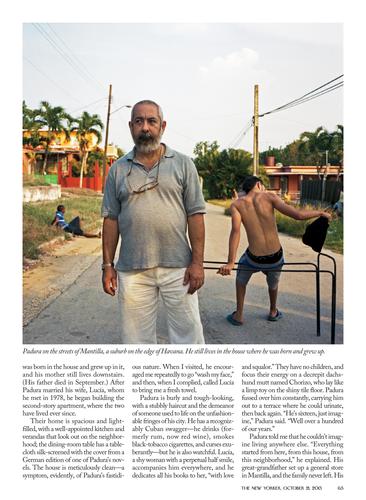 Padura on the streets of Mantilla, a suburb on the edge of Havana. He still lives in the house where he was born and grew up.
was born in the house and grew up in it,
and his mother still lives downstairs.
(His father died in September.) After
Padura married his wife, Lucía, whom
he met in 1978, he began building the
second-story apartment, where the two
have lived ever since.
Their home is spacious and light-
filled, with a well-appointed kitchen and
verandas that look out on the neighbor-
hood; the dining-room table has a table-
cloth silk-screened with the cover from a
German edition of one of Padura's nov-
els. The house is meticulously clean—a
symptom, evidently, of Padura's fastidi-
ous nature. When I visited, he encour-
aged me repeatedly to go "wash my face,"
and then, when I complied, called Lucía
to bring me a fresh towel.
Padura is burly and tough-looking,
with a stubbly haircut and the demeanor
of someone used to life on the unfashion-
able fringes of his city. He has a recogniz-
ably Cuban swagger—he drinks (for-
merly rum, now red wine), smokes
black-tobacco cigarettes, and curses exu-
berantly—but he is also watchful. Lucía,
a shy woman with a perpetual half smile,
accompanies him everywhere, and he
dedicates all his books to her, "with love
and squalor." They have no children, and
focus their energy on a decrepit dachs-
hund mutt named Chorizo, who lay like
a limp toy on the shiny tile floor. Padura
fussed over him constantly, carrying him
out to a terrace where he could urinate,
then back again. "He's sixteen, just imag-
ine," Padura said. "Well over a hundred
of our years."
Padura told me that he couldn't imag-
ine living anywhere else. "Everything
started from here, from this house, from
this neighborhood," he explained. His
great-grandfather set up a general store
in Mantilla, and the family never left. His
THE NEW YORKER, OCTOBER 21, 2013
63